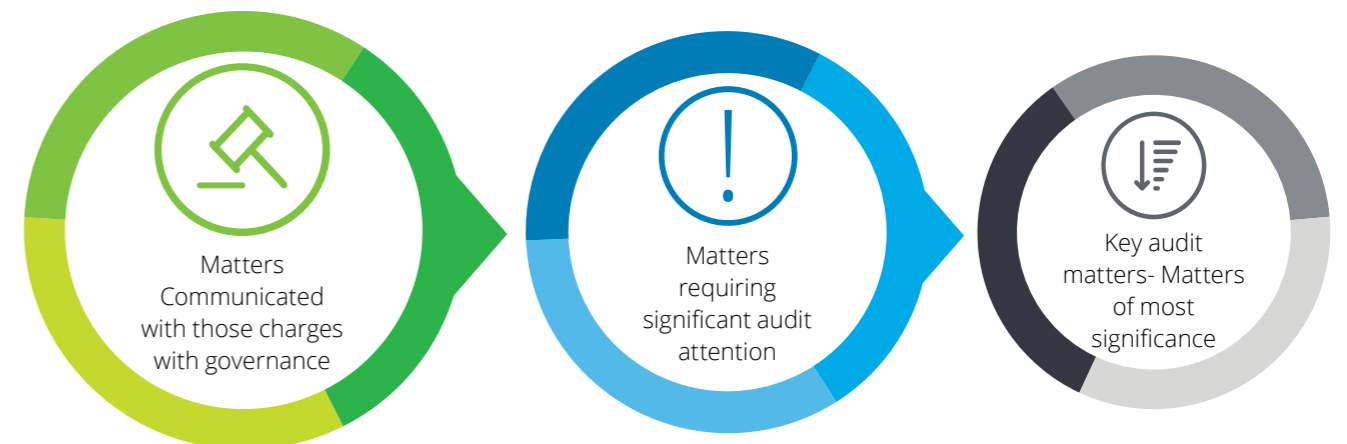 Matters
Communicated
with those charges
with governance
Matters
requiring
significant audit
attention
Key audit
matters- Matters
of most
significance